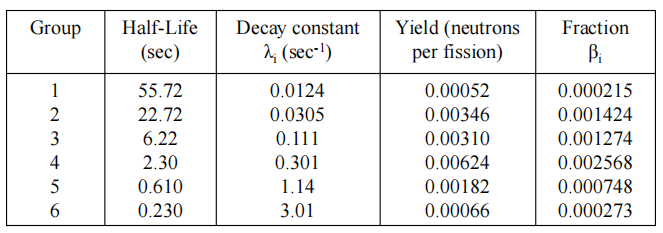 Group Half-Life Decay constant Yield (neutrons Fraction
(sec) λᵢ (sec⁻¹) per fission) βᵢ
1 55.72 0.0124 0.00052 0.000215
2 22.72 0.0305 0.00346 0.001424
3 6.22 0.111 0.00310 0.001274
4 2.30 0.301 0.00624 0.002568
5 0.610 1.14 0.00182 0.000748
6 0.230 3.01 0.00066 0.000273